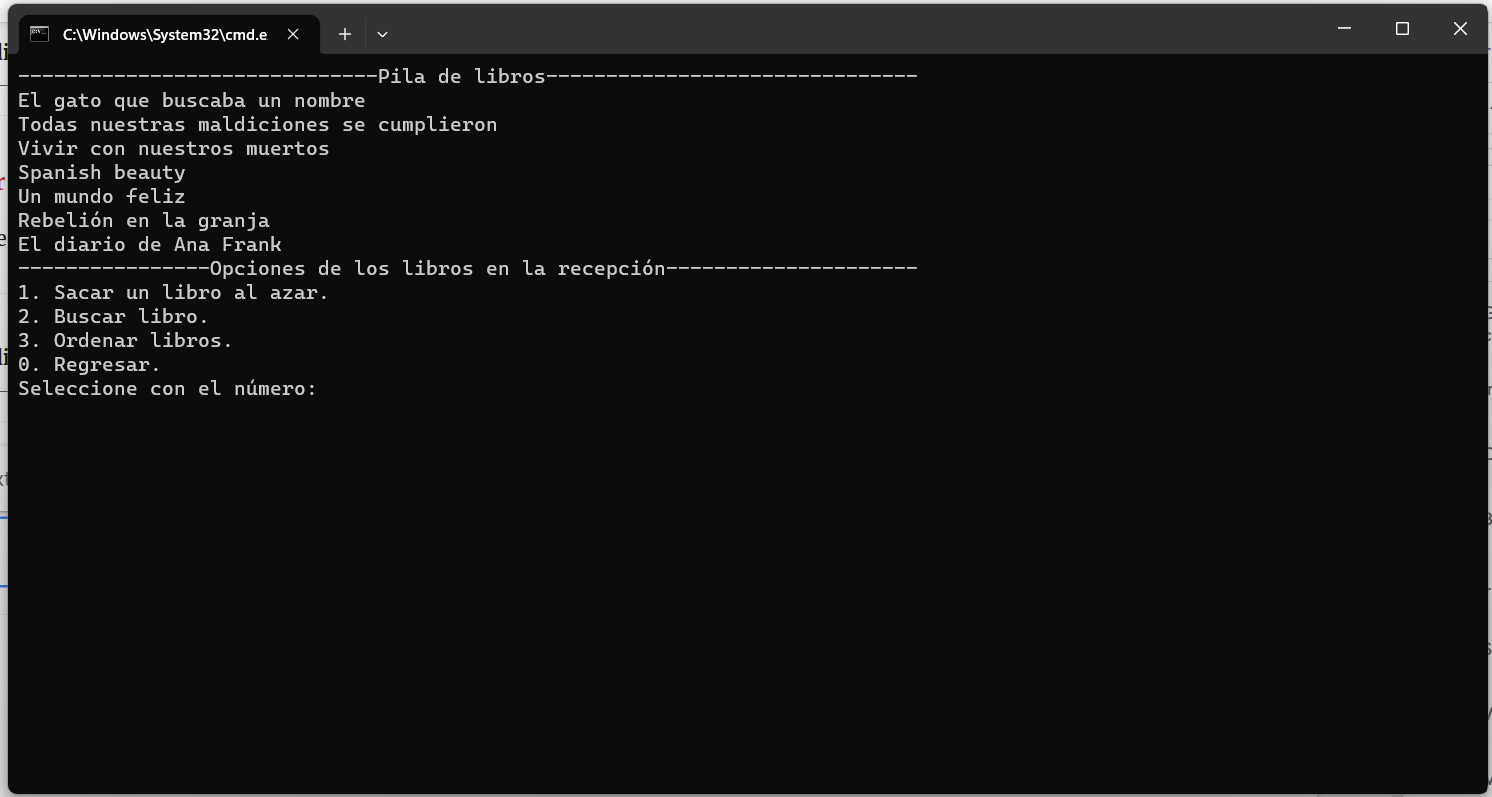 C:\Windows\System32\cmd.e
------------------------------Pila de libros-------------------------------
El gato que buscaba un nombre
Todas nuestras maldiciones se cumplieron
Vivir con nuestros muertos
Spanish beauty
Un mundo feliz
Rebelión en la granja
El diario de Ana Frank
----------------Opciones de los libros en la recepción---------------------
1. Sacar un libro al azar.
2. Buscar libro.
3. Ordenar libros.
0. Regresar.
Seleccione con el número: